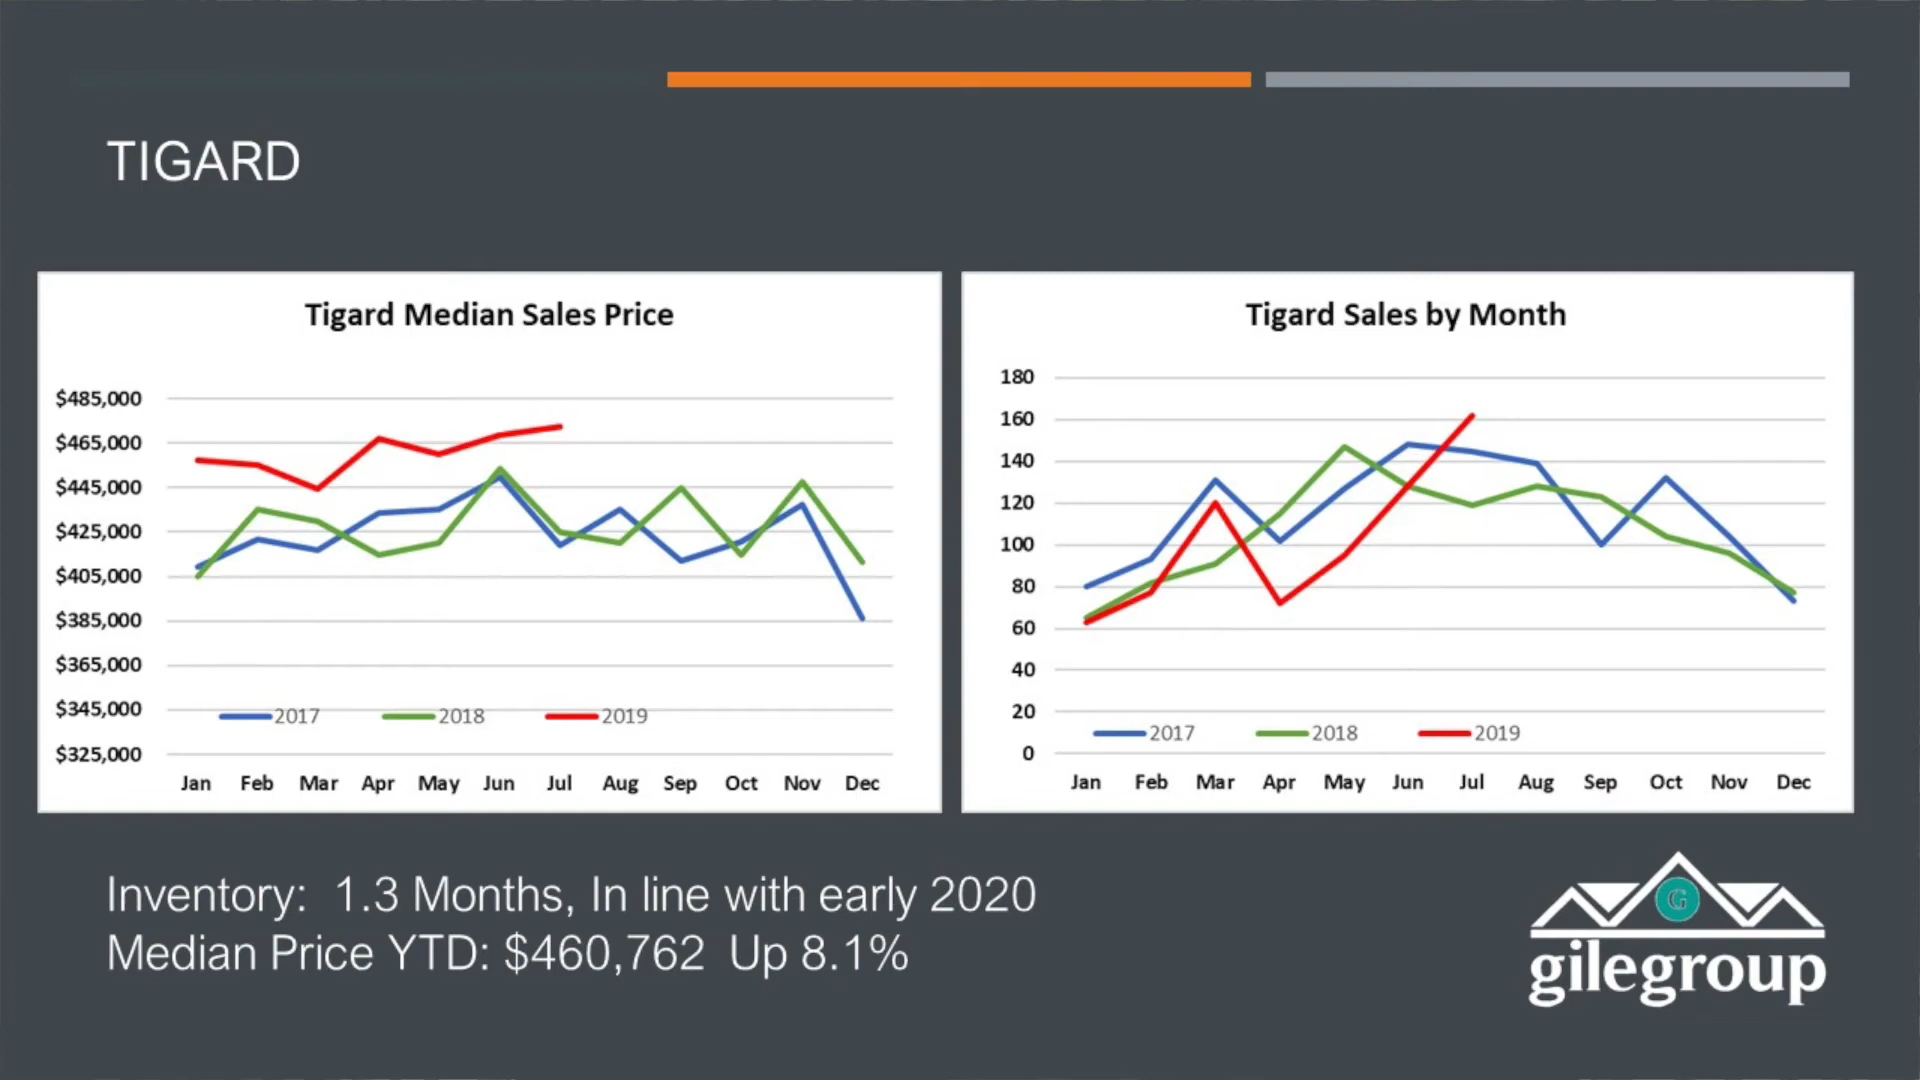 TIGARD
Tigard Median Sales Price
$485,000
$465,000
$445,000
$425,000
$405,000
$385,000
$365,000
$345,000
$325,000
2017 2018 2019
Jan Feb Mar Apr May Jun Jul Aug Sep Oct Nov Dec
Tigard Sales by Month
180
160
140
120
100
80
60
40
20
0
2017 2018 2019
Jan Feb Mar Apr May Jun Jul Aug Sep Oct Nov Dec
Inventory: 1.3 Months, In line with early 2020
Median Price YTD: $460,762 Up 8.1%
G
gilegroup